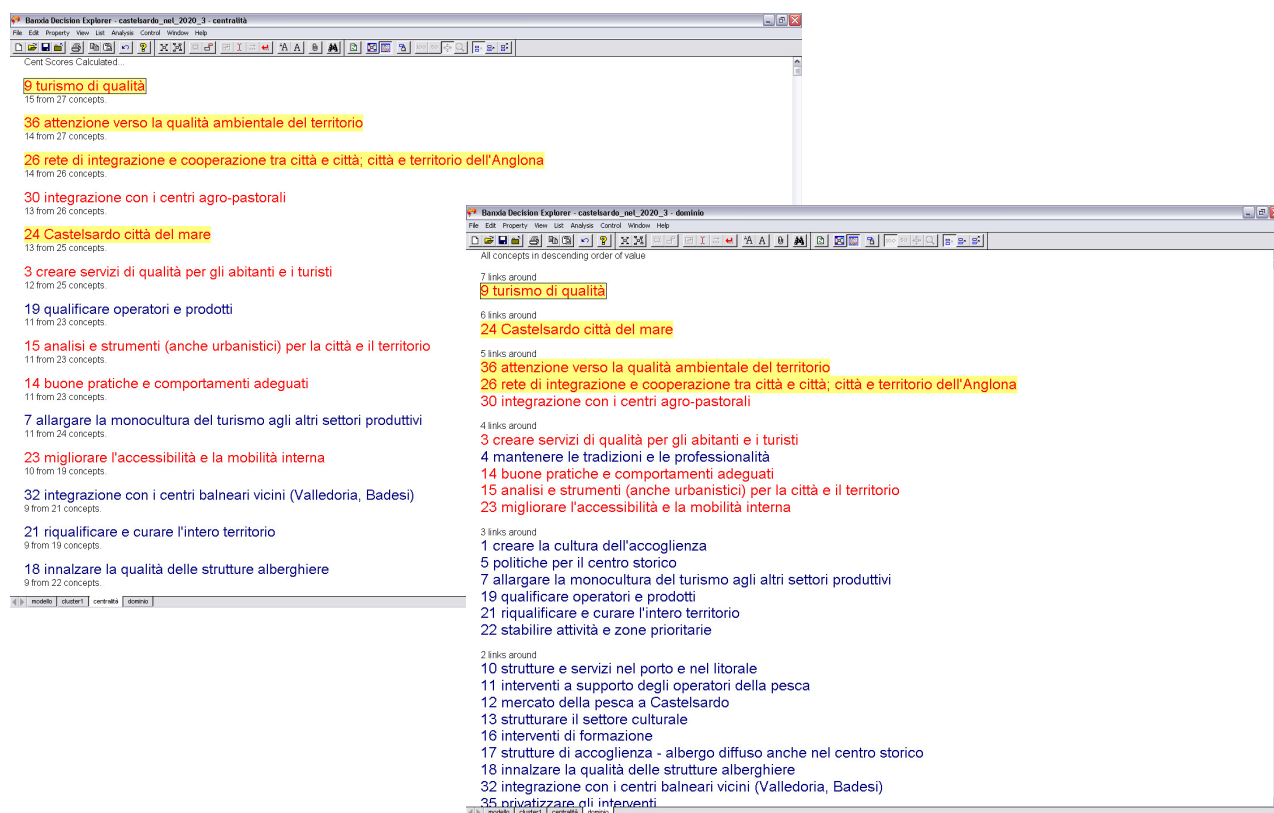 Banxia Decision Explorer - castelsardo_nel_2020_3 - centralità
File Edit Property View List Analysis Control Window Help
Cent Scores Calculated...
9 turismo di qualità
15 from 27 concepts.
36 attenzione verso la qualità ambientale del territorio
14 from 27 concepts.
26 rete di integrazione e cooperazione tra città e città; città e territorio dell'Anglona
14 from 26 concepts.
30 integrazione con i centri agro-pastorali
13 from 26 concepts.
24 Castelsardo città del mare
13 from 25 concepts.
3 creare servizi di qualità per gli abitanti e i turisti
12 from 25 concepts.
19 qualificare operatori e prodotti
11 from 23 concepts.
15 analisi e strumenti (anche urbanistici) per la città e il territorio
11 from 23 concepts.
14 buone pratiche e comportamenti adeguati
11 from 23 concepts.
7 allargare la monocultura del turismo agli altri settori produttivi
11 from 24 concepts.
23 migliorare l'accessibilità e la mobilità interna
10 from 19 concepts.
32 integrazione con i centri balneari vicini (Valledoria, Badesi)
9 from 21 concepts.
21 riqualificare e curare l'intero territorio
9 from 19 concepts.
18 innalzare la qualità delle strutture alberghiere
9 from 22 concepts.
modello cluster1 centralità dominio
Banxia Decision Explorer - castelsardo_nel_2020_3 - dominio
File Edit Property View List Analysis Control Window Help
All concepts in descending order of value
7 links around
9 turismo di qualità
6 links around
24 Castelsardo città del mare
5 links around
36 attenzione verso la qualità ambientale del territorio
26 rete di integrazione e cooperazione tra città e città; città e territorio dell'Anglona
30 integrazione con i centri agro-pastorali
4 links around
3 creare servizi di qualità per gli abitanti e i turisti
4 mantenere le tradizioni e le professionalità
14 buone pratiche e comportamenti adeguati
15 analisi e strumenti (anche urbanistici) per la città e il territorio
23 migliorare l'accessibilità e la mobilità interna
3 links around
1 creare la cultura dell'accoglienza
5 politiche per il centro storico
7 allargare la monocultura del turismo agli altri settori produttivi
19 qualificare operatori e prodotti
21 riqualificare e curare l'intero territorio
22 stabilire attività e zone prioritarie
2 links around
10 strutture e servizi nel porto e nel litorale
11 interventi a supporto degli operatori della pesca
12 mercato della pesca a Castelsardo
13 strutturare il settore culturale
16 interventi di formazione
17 strutture di accoglienza - albergo diffuso anche nel centro storico
18 innalzare la qualità delle strutture alberghiere
32 integrazione con i centri balneari vicini (Valledoria, Badesi)
35 privatizzare gli interventi
modello cluster1 centralità dominio